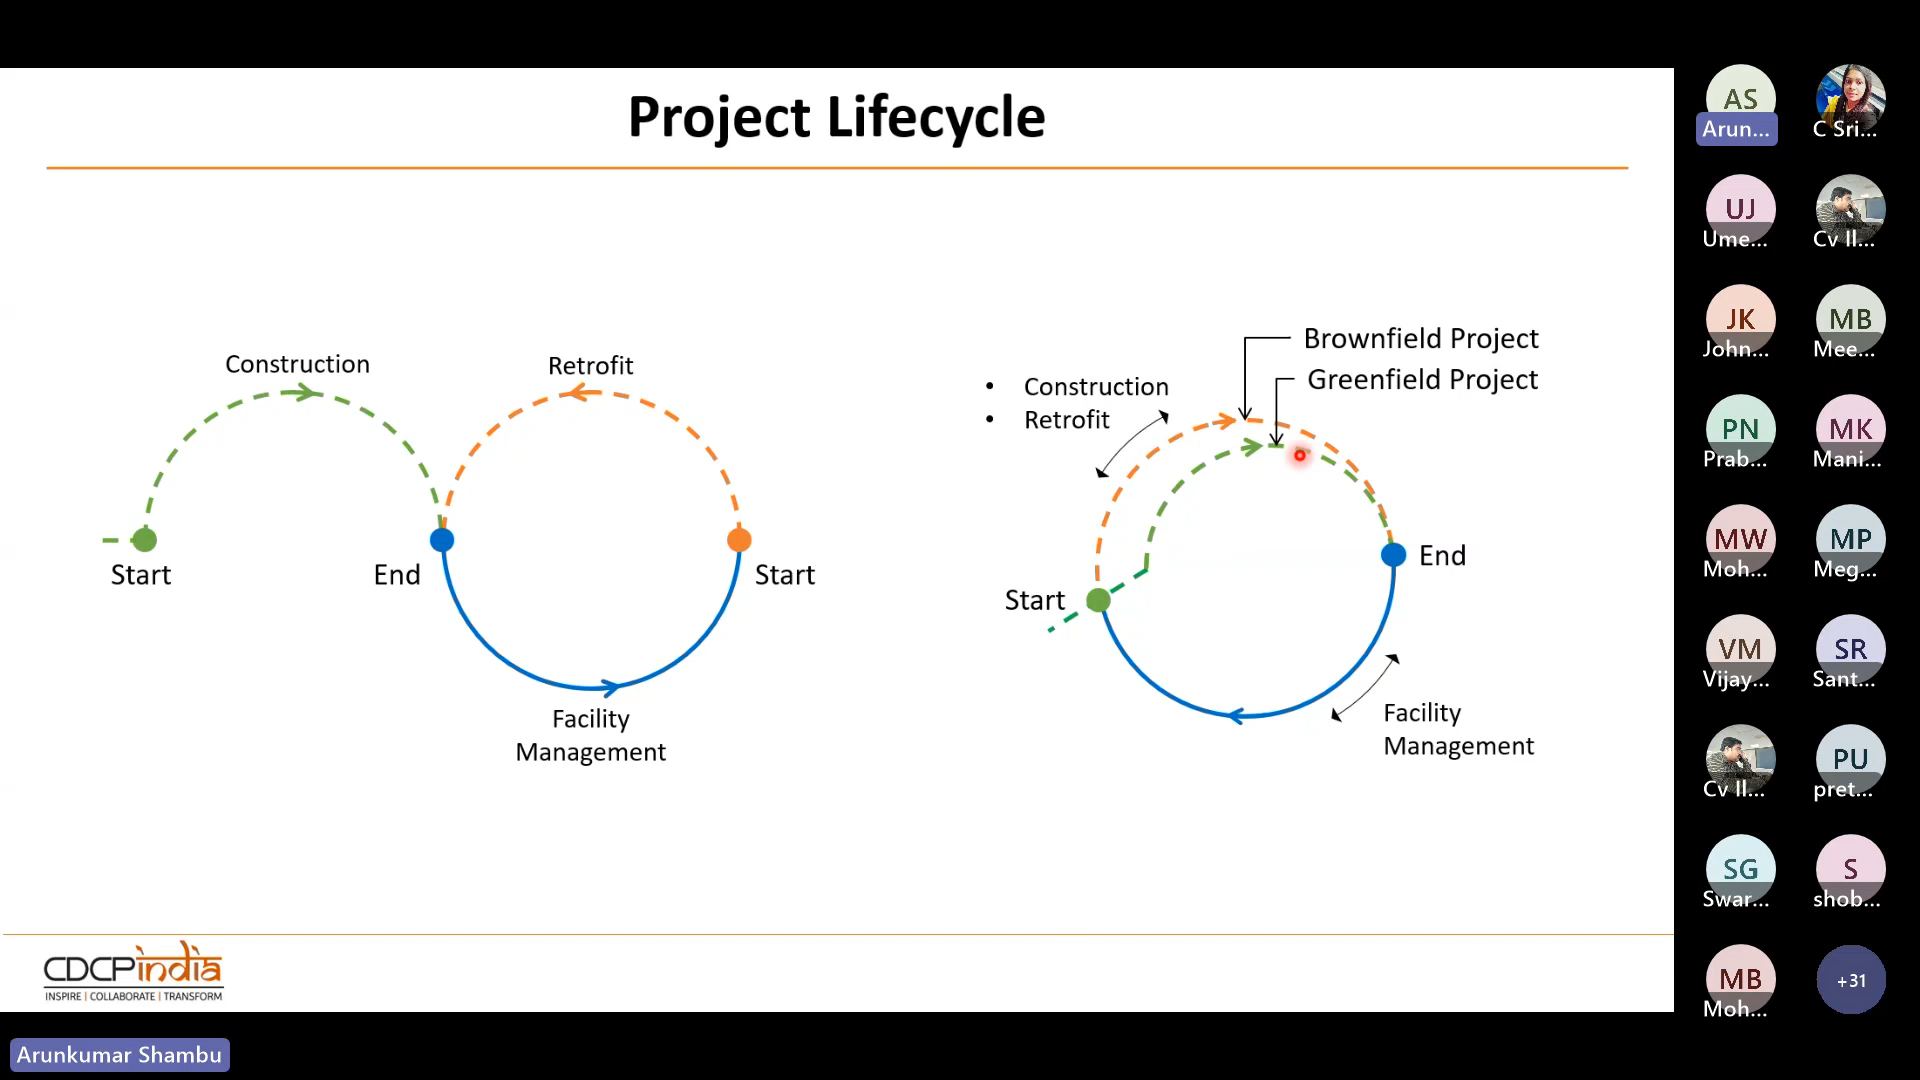 Project Lifecycle
Construction
Retrofit
Start
End
Start
Facility
Management
Brownfield Project
Greenfield Project
• Construction
• Retrofit
Start
End
Facility
Management
CDCPindia
INSPIRE | COLLABORATE | TRANSFORM
Arunkumar Shambu
AS
Arun...
C Sri...
UJ
Ume...
Cv Il...
JK
John...
MB
Mee...
PN
Prab...
MK
Mani...
MW
Moh...
MP
Meg...
VM
Vijay...
SR
Sant...
Cv Il...
PU
pret...
SG
Swar...
S
shob...
MB
Moh...
+31